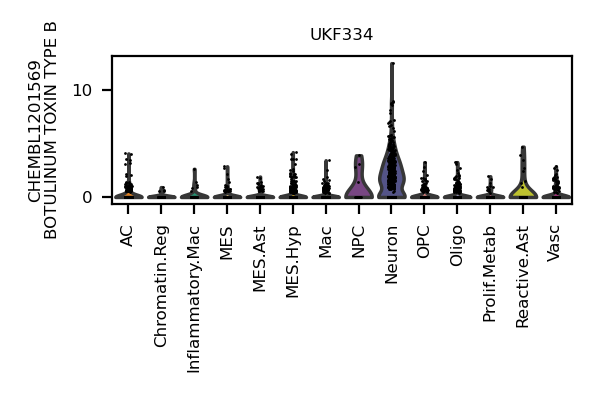 UKF334
CHEMBL1201569
BOTULINUM TOXIN TYPE B
10
0
AC
Chromatin.Reg
Inflammatory.Mac
MES
MES.Ast
MES.Hyp
Mac
NPC
Neuron
OPC
Oligo
Prolif.Metab
Reactive.Ast
Vasc